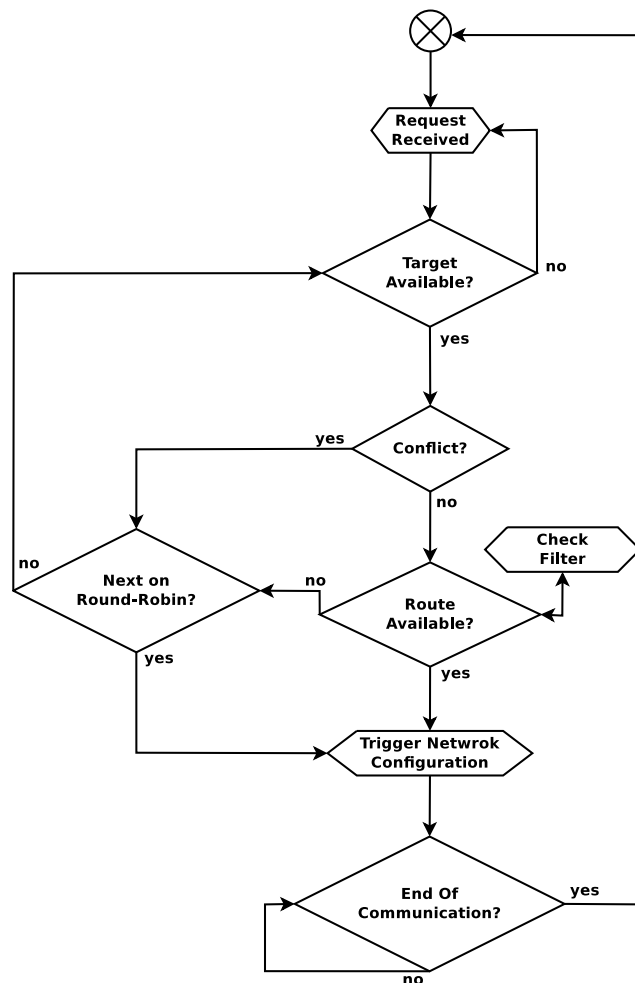 Request
Received
Target
Available?
no
yes
Conflict?
yes
no
Check
Filter
Next on
Round-Robin?
no
yes
Route
Available?
no
yes
Trigger Netwrok
Configuration
End Of
Communication?
yes
no